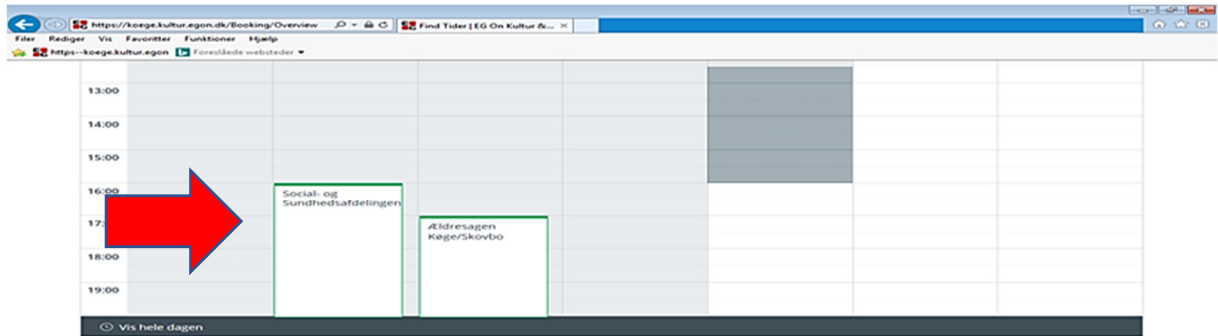 https://koege.kultur.egon.dk/Booking/Overview
Find Tider | EG On Kultur &...
Filer Rediger Vis Favoritter Funktioner Hjælp
https--koege.kultur.egon Foreslåede websteder
13:00
14:00
15:00
16:00
Social- og
Sundhedsafdelingen
17:
Ældresagen
Køge/Skovbo
18:00
19:00
Vis hele dagen